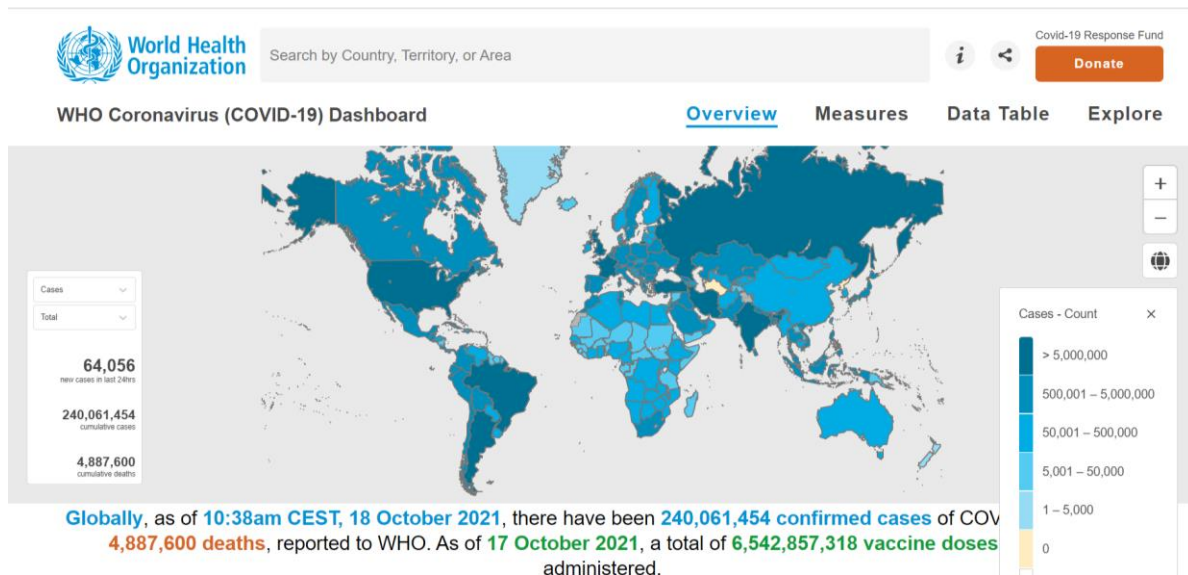 World Health
Organization
Search by Country, Territory, or Area
i
Covid-19 Response Fund
Donate
WHO Coronavirus (COVID-19) Dashboard
Overview
Measures
Data Table
Explore
+
−
Cases
Total
64,056
new cases in last 24hrs
240,061,454
cumulative cases
4,887,600
cumulative deaths
Cases - Count ×
> 5,000,000
500,001 – 5,000,000
50,001 – 500,000
5,001 – 50,000
1 – 5,000
0
Globally, as of 10:38am CEST, 18 October 2021, there have been 240,061,454 confirmed cases of COV
4,887,600 deaths, reported to WHO. As of 17 October 2021, a total of 6,542,857,318 vaccine doses
administered.